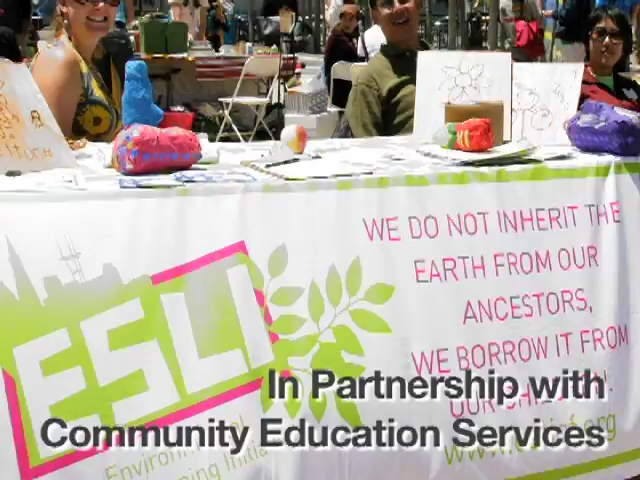 ESLI
WE DO NOT INHERIT THE
EARTH FROM OUR
ANCESTORS,
WE BORROW IT FROM
OUR
In Partnership with
Community Education Services